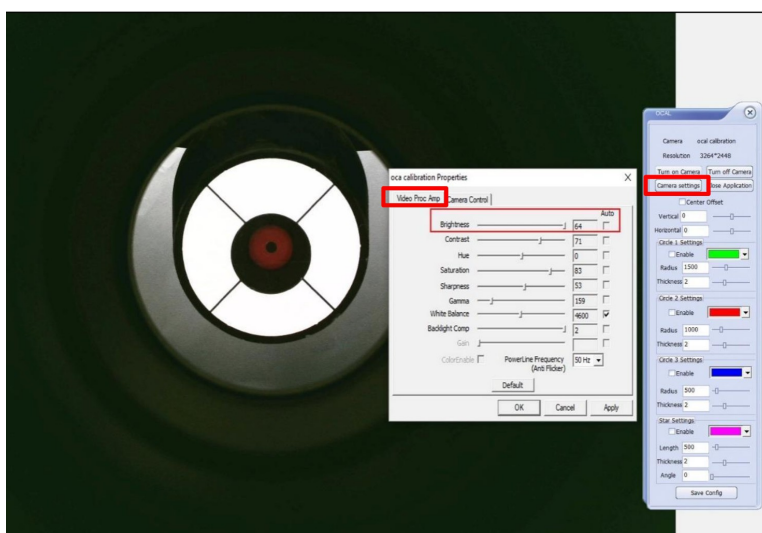 oca calibration Properties X
Video Proc Amp Camera Control
Auto
Brightness 64
Contrast 71
Hue 0
Saturation 83
Sharpness 53
Gamma 159
White Balance 4600
Backlight Comp 2
Gain
ColorEnable PowerLine Frequency 50 Hz
(Anti Flicker)
Default
OK Cancel Apply
OCAL
Camera ocal calibration
Resolution 3264*2448
Turn on Camera Turn off Camera
Camera settings lose Application
Center Offset
Vertical 0
Horizontal 0
Circle 1 Settings
Enable
Radius 1500
Thickness 2
Circle 2 Settings
Enable
Radius 1000
Thickness 2
Circle 3 Settings
Enable
Radius 500
Thickness 2
Star Settings
Enable
Length 500
Thickness 2
Angle 0
Save Config